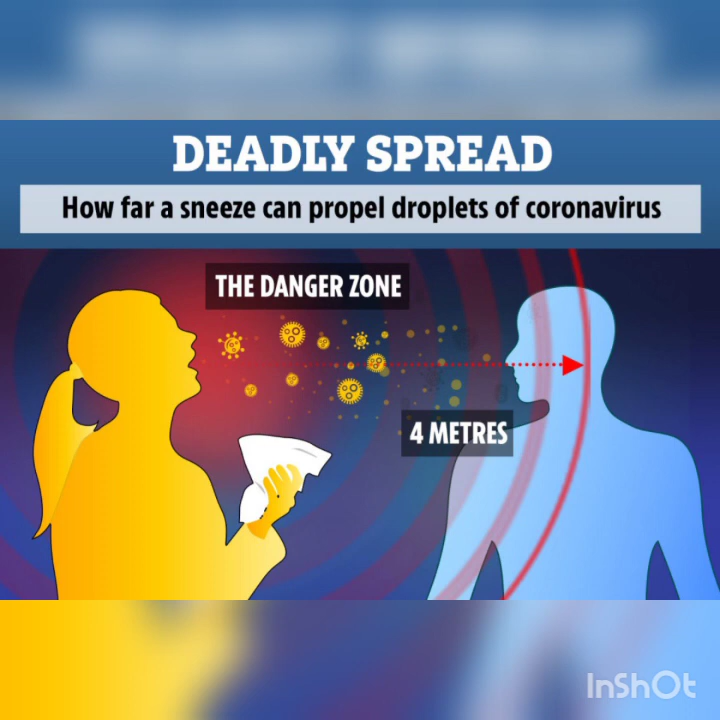 DEADLY SPREAD
How far a sneeze can propel droplets of coronavirus
THE DANGER ZONE
4 METRES
InShOt